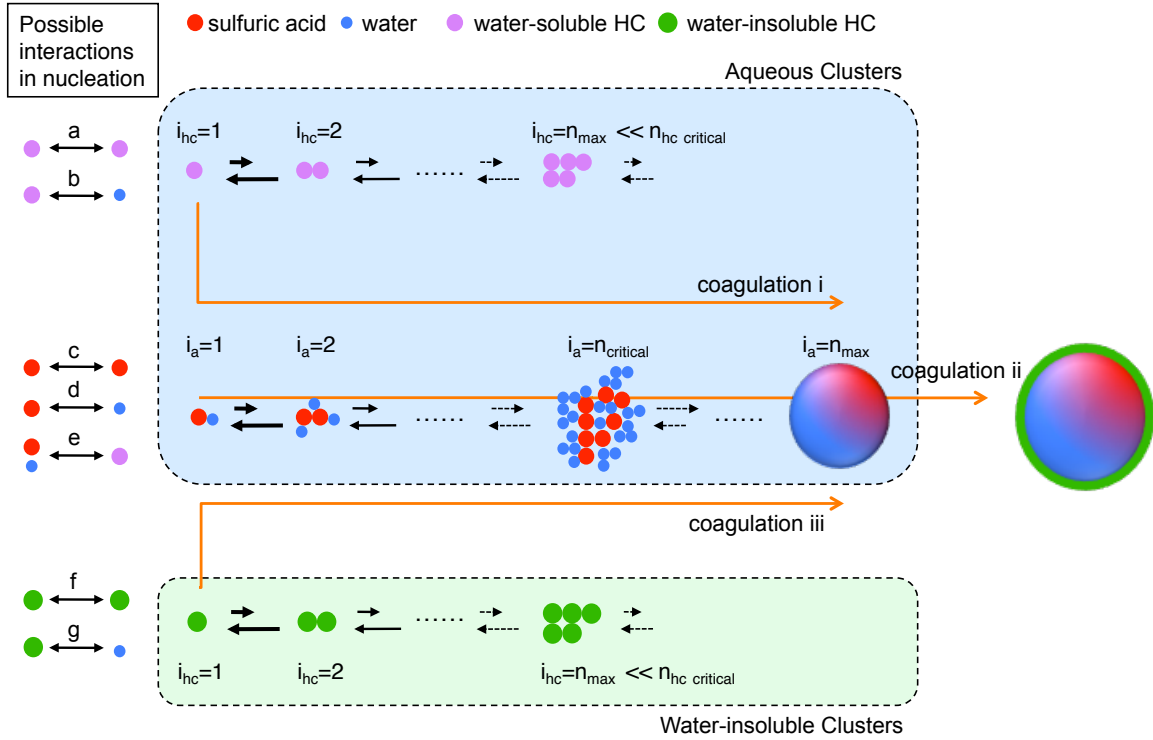 Possible
interactions
in nucleation
sulfuric acid water water-soluble HC water-insoluble HC
Aqueous Clusters
a
b
i_hc=1 i_hc=2 i_hc=n_max << n_hc critical
......
coagulation i
c
d
e
i_a=1 i_a=2 i_a=n_critical i_a=n_max
coagulation ii
...... ......
coagulation iii
f
g
......
i_hc=1 i_hc=2 i_hc=n_max << n_hc critical
Water-insoluble Clusters